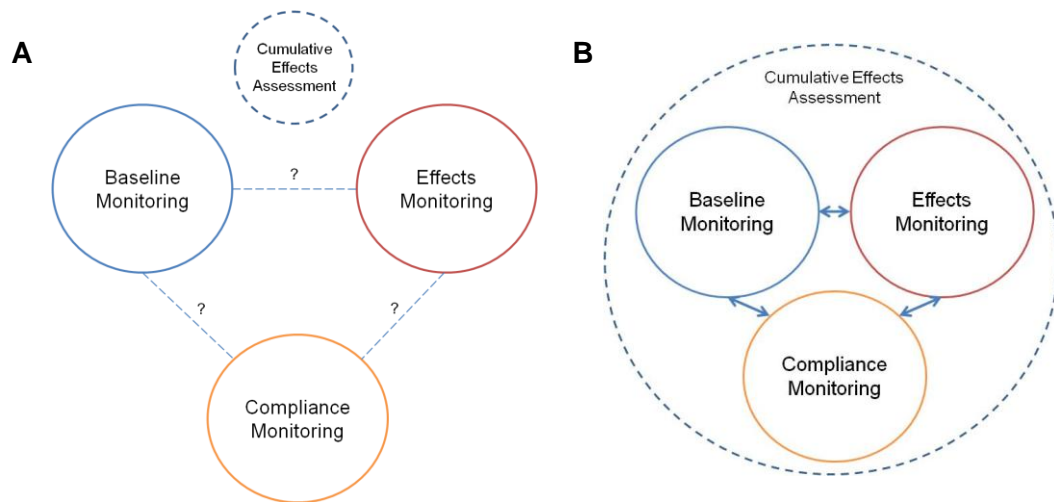 A
Cumulative
Effects
Assessment
Baseline
Monitoring
?
Effects
Monitoring
?
?
Compliance
Monitoring
B
Cumulative Effects
Assessment
Baseline
Monitoring
Effects
Monitoring
Compliance
Monitoring